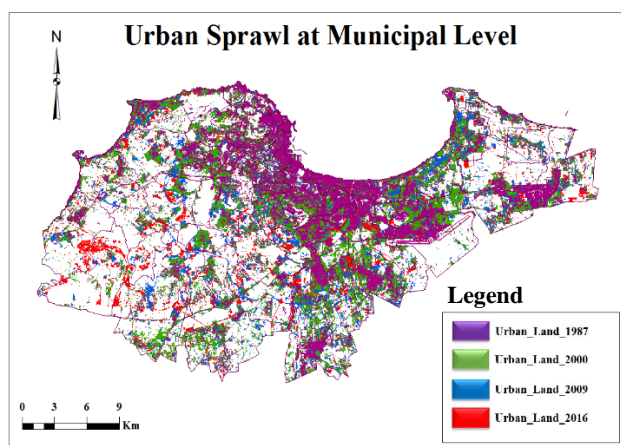 Urban Sprawl at Municipal Level
N
Legend
Urban_Land_1987
Urban_Land_2000
Urban_Land_2009
Urban_Land_2016
0 3 6 9
Km